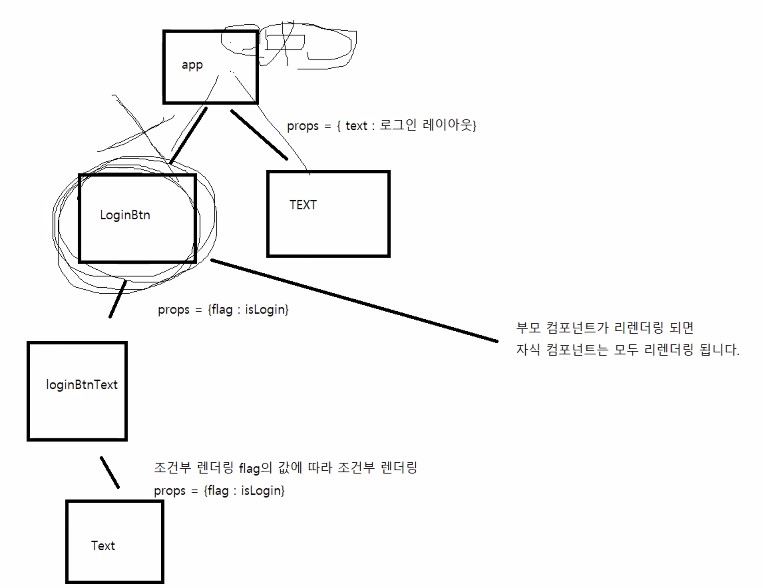 app
props = { text : 로그인 레이아웃}
LoginBtn
TEXT
props = {flag : isLogin}
부모 컴포넌트가 리렌더링 되면
자식 컴포넌트는 모두 리렌더링 됩니다.
loginBtnText
조건부 렌더링 flag의 값에 따라 조건부 렌더링
props = {flag : isLogin}
Text